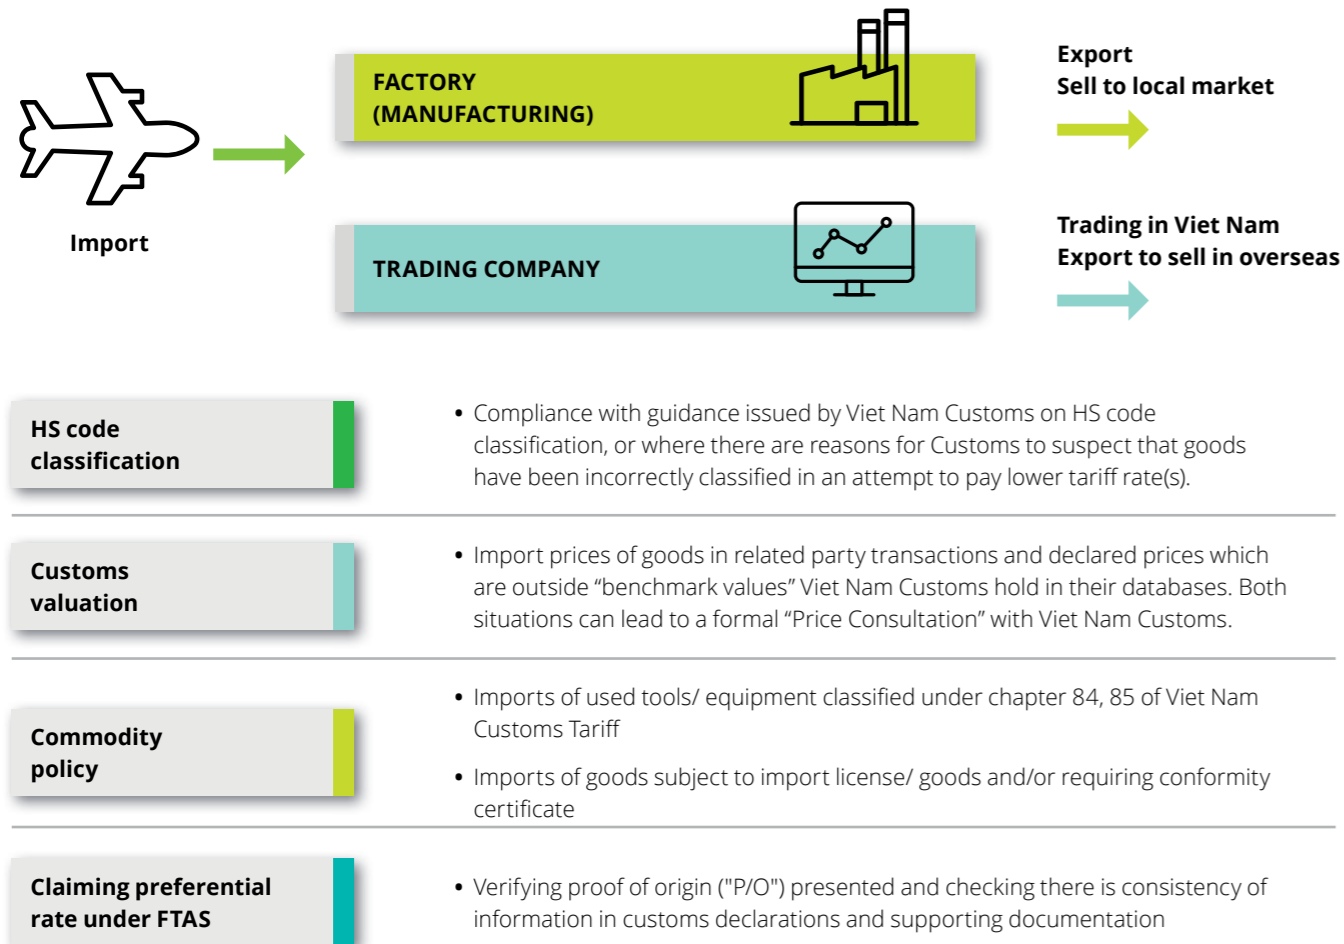 Import
FACTORY
(MANUFACTURING)
Export
Sell to local market
TRADING COMPANY
Trading in Viet Nam
Export to sell in overseas
HS code
classification
• Compliance with guidance issued by Viet Nam Customs on HS code
classification, or where there are reasons for Customs to suspect that goods
have been incorrectly classified in an attempt to pay lower tariff rate(s).
Customs
valuation
• Import prices of goods in related party transactions and declared prices which
are outside “benchmark values” Viet Nam Customs hold in their databases. Both
situations can lead to a formal “Price Consultation” with Viet Nam Customs.
Commodity
policy
• Imports of used tools/ equipment classified under chapter 84, 85 of Viet Nam
Customs Tariff
• Imports of goods subject to import license/ goods and/or requiring conformity
certificate
Claiming preferential
rate under FTAS
• Verifying proof of origin ("P/O") presented and checking there is consistency of
information in customs declarations and supporting documentation